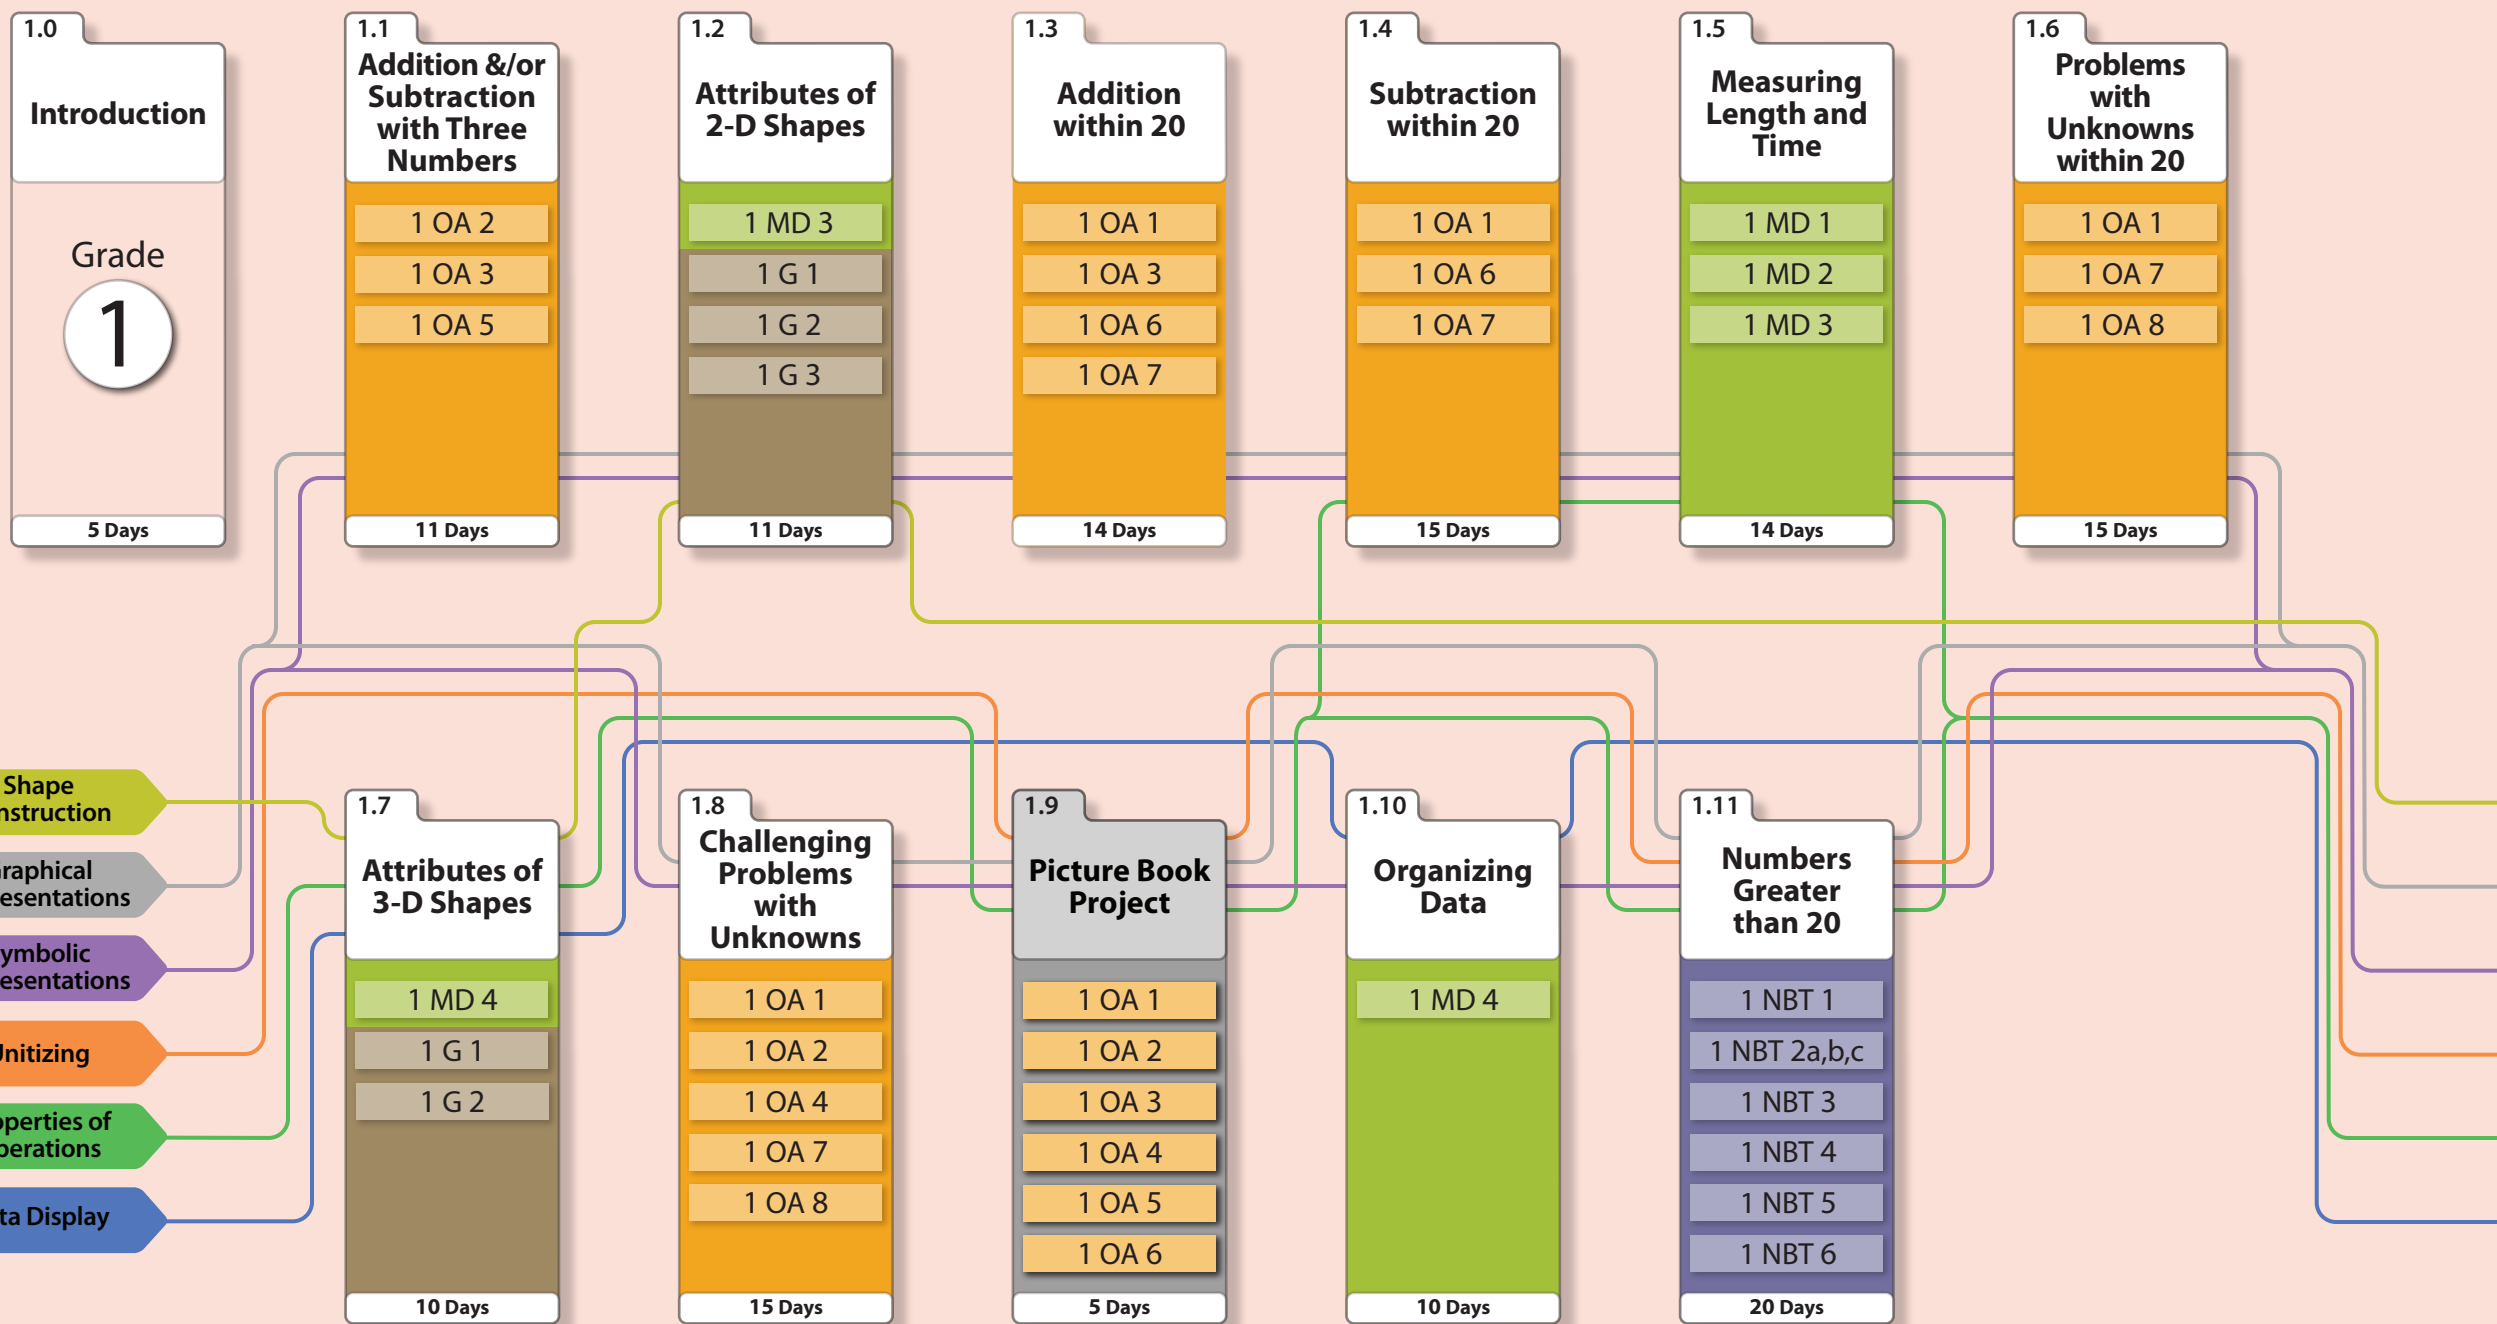 1.0
Introduction
Grade
1
5 Days
1.1
Addition &/or
Subtraction
with Three
Numbers
1 OA 2
1 OA 3
1 OA 5
11 Days
1.2
Attributes of
2-D Shapes
1 MD 3
1 G 1
1 G 2
1 G 3
11 Days
1.3
Addition
within 20
1 OA 1
1 OA 3
1 OA 6
1 OA 7
14 Days
1.4
Subtraction
within 20
1 OA 1
1 OA 6
1 OA 7
15 Days
1.5
Measuring
Length and
Time
1 MD 1
1 MD 2
1 MD 3
14 Days
1.6
Problems
with
Unknowns
within 20
1 OA 1
1 OA 7
1 OA 8
15 Days
Shape
nstruction
raphical
esentations
ymbolic
esentations
nitizing
operties of
perations
ta Display
1.7
Attributes of
3-D Shapes
1 MD 4
1 G 1
1 G 2
10 Days
1.8
Challenging
Problems
with
Unknowns
1 OA 1
1 OA 2
1 OA 4
1 OA 7
1 OA 8
15 Days
1.9
Picture Book
Project
1 OA 1
1 OA 2
1 OA 3
1 OA 4
1 OA 5
1 OA 6
5 Days
1.10
Organizing
Data
1 MD 4
10 Days
1.11
Numbers
Greater
than 20
1 NBT 1
1 NBT 2a,b,c
1 NBT 3
1 NBT 4
1 NBT 5
1 NBT 6
20 Days